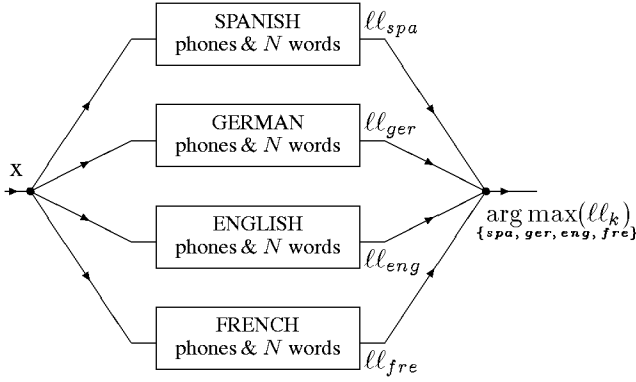 SPANISH
phones & N words
ℓℓspa
GERMAN
phones & N words
ℓℓger
x
ENGLISH
phones & N words
ℓℓeng
FRENCH
phones & N words
ℓℓfre
arg max(ℓℓk)
{spa, ger, eng, fre}